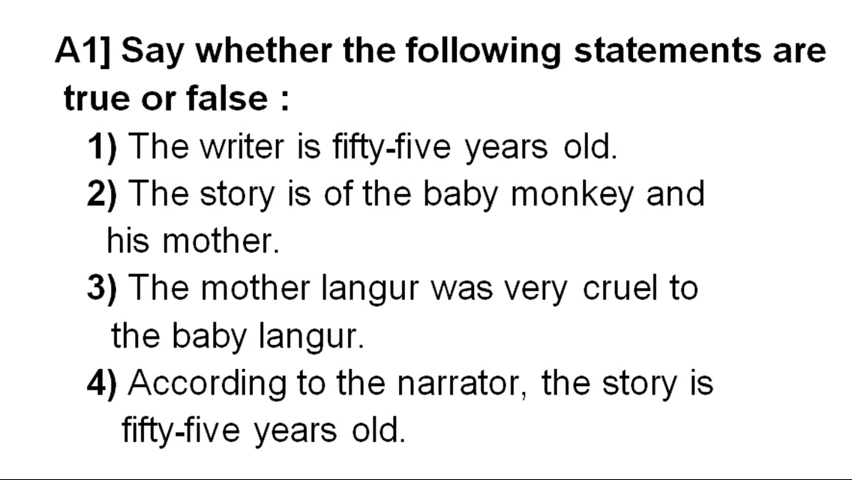 A1] Say whether the following statements are
true or false :
1) The writer is fifty-five years old.
2) The story is of the baby monkey and
his mother.
3) The mother langur was very cruel to
the baby langur.
4) According to the narrator, the story is
fifty-five years old.